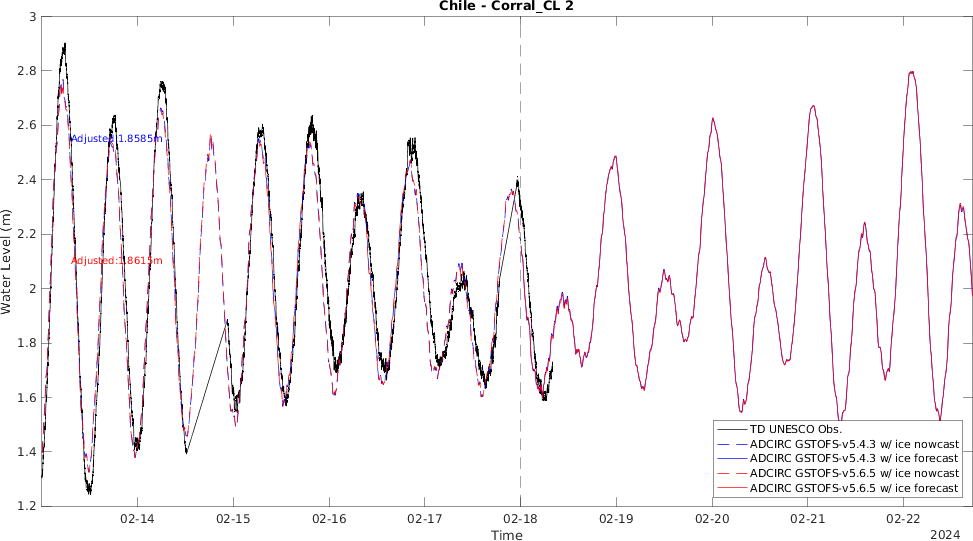 Chile - Corral_CL 2
Water Level (m)
3
2.8
2.6
2.4
2.2
2
1.8
1.6
1.4
1.2
Adjusted:1.8585m
Adjusted:1.8615m
02-14
02-15
02-16
02-17
02-18
02-19
02-20
02-21
02-22
Time
2024
TD UNESCO Obs.
ADCIRC GSTOFS-v5.4.3 w/ ice nowcast
ADCIRC GSTOFS-v5.4.3 w/ ice forecast
ADCIRC GSTOFS-v5.6.5 w/ ice nowcast
ADCIRC GSTOFS-v5.6.5 w/ ice forecast